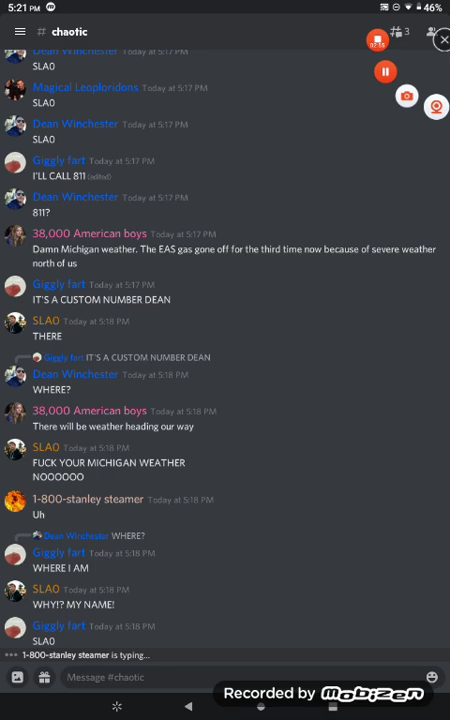 5:21 PM
46%
# chaotic
3
02:55
Dean Winchester Today at 5:17 PM
SLA0
Magical Leoploridons Today at 5:17 PM
SLA0
Dean Winchester Today at 5:17 PM
SLA0
Giggly fart Today at 5:17 PM
I'LL CALL 811 (edited)
Dean Winchester Today at 5:17 PM
811?
38,000 American boys Today at 5:17 PM
Damn Michigan weather. The EAS gas gone off for the third time now because of severe weather
north of us
Giggly fart Today at 5:17 PM
IT'S A CUSTOM NUMBER DEAN
SLA0 Today at 5:18 PM
THERE
Giggly fart IT'S A CUSTOM NUMBER DEAN
Dean Winchester Today at 5:18 PM
WHERE?
38,000 American boys Today at 5:18 PM
There will be weather heading our way
SLA0 Today at 5:18 PM
FUCK YOUR MICHIGAN WEATHER
NOOOOOO
1-800-stanley steamer Today at 5:18 PM
Uh
Dean Winchester WHERE?
Giggly fart Today at 5:18 PM
WHERE I AM
SLA0 Today at 5:18 PM
WHY!? MY NAME!
Giggly fart Today at 5:18 PM
SLA0
1-800-stanley steamer is typing...
Message #chaotic
Recorded by MOBIZEN